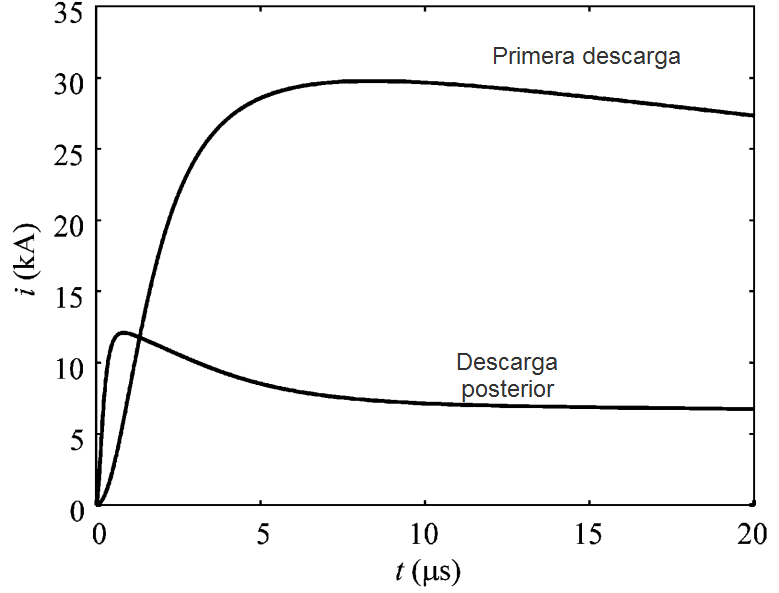 35
Primera descarga
30
25
20
i (kA)
15
Descarga
posterior
10
5
0
0 5 10 15 20
t (μs)